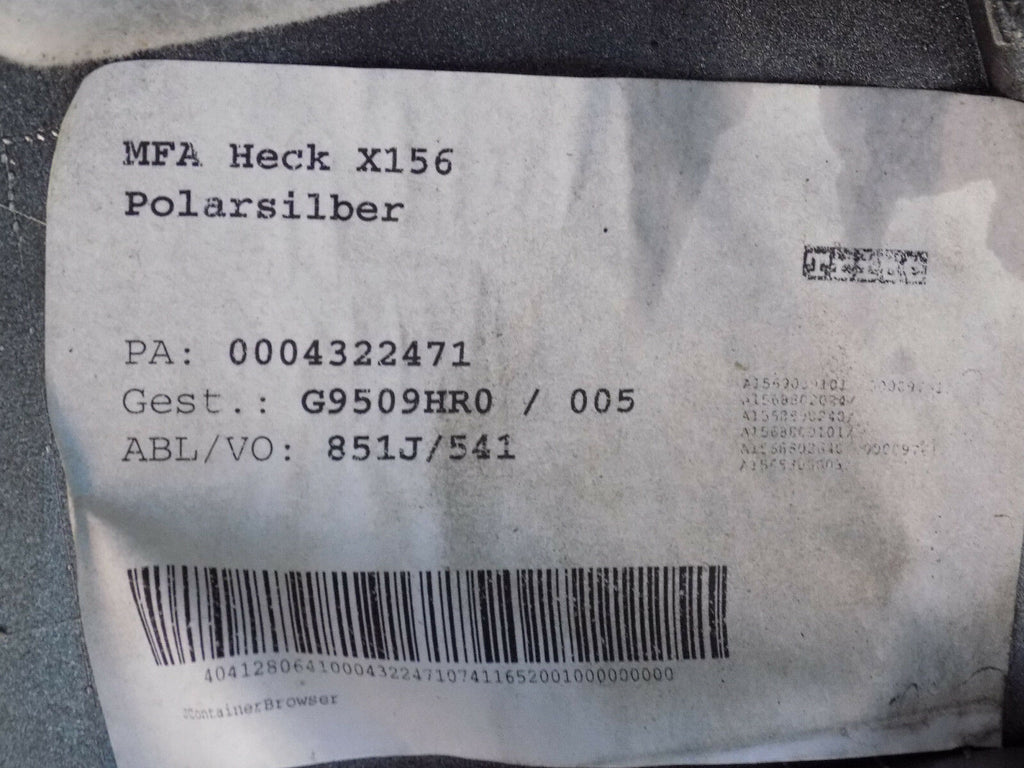 MFA Heck X156
Polarsilber
PA: 0004322471
Gest.: G9509HR0 / 005
ABL/VO: 851J/541
404128064100043224710741165200100000000
ContainerBrowser